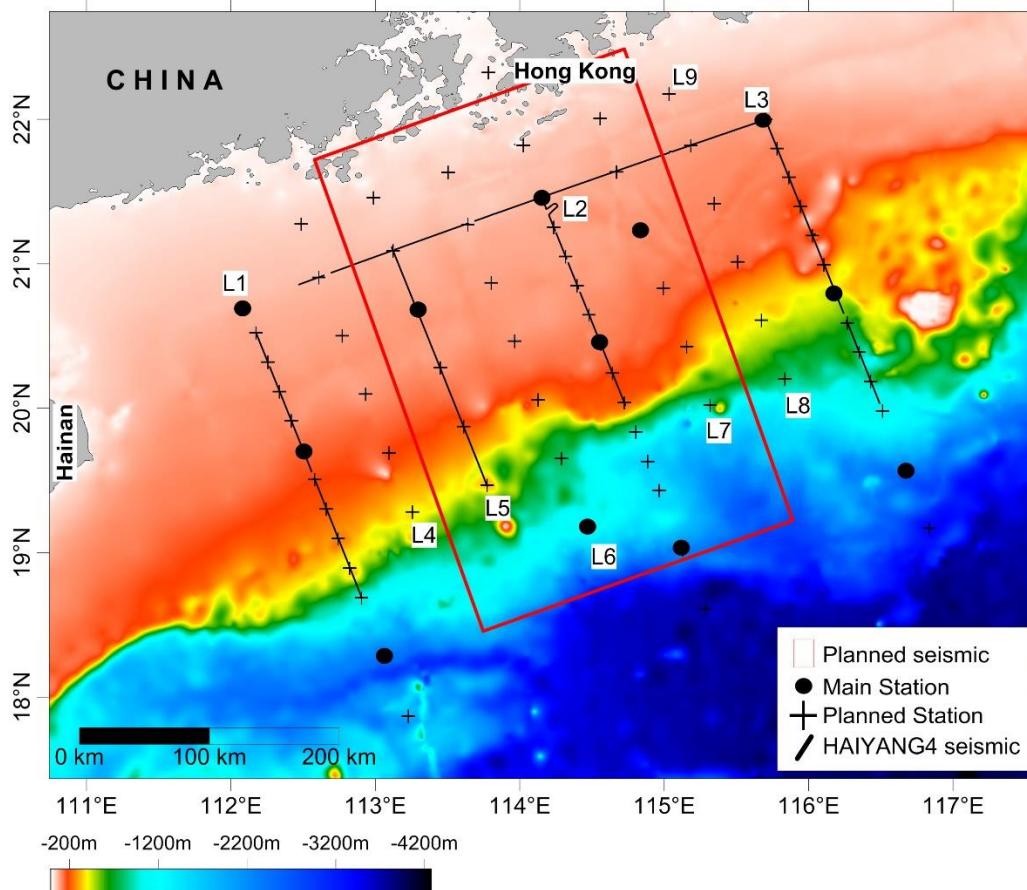 CHINA
Hong Kong
L9
L3
22°N
L2
21°N
L1
20°N
Hainan
L8
L7
L5
L4
19°N
L6
18°N
Planned seismic
Main Station
Planned Station
HAIYANG4 seismic
0 km 100 km 200 km
111°E 112°E 113°E 114°E 115°E 116°E 117°E
-200m -1200m -2200m -3200m -4200m